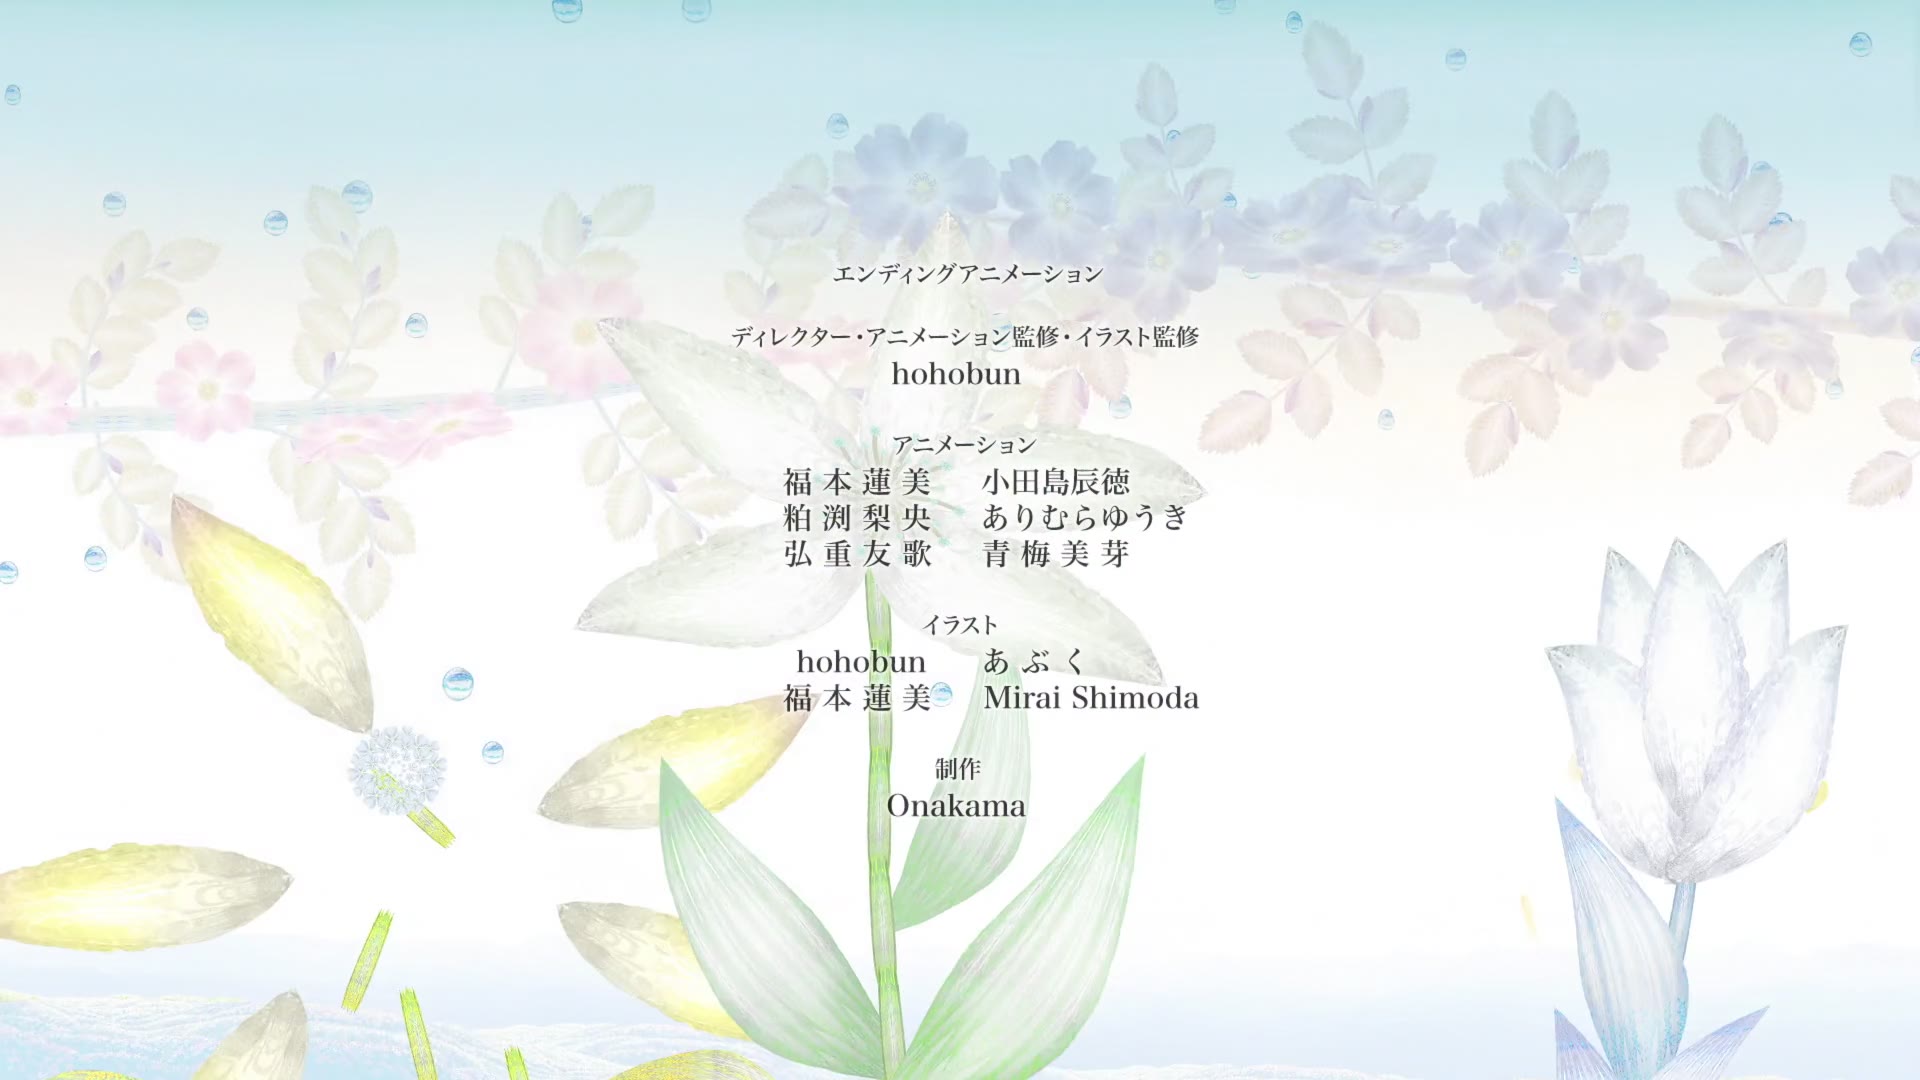 エンディングアニメーション
ディレクター・アニメーション監修・イラスト監修
hohobun
アニメーション
福本蓮美　小田島辰徳
粕渕梨央　ありむらゆうき
弘重友歌　青梅美芽
イラスト
hohobun　あぶく
福本蓮美　Mirai Shimoda
制作
Onakama